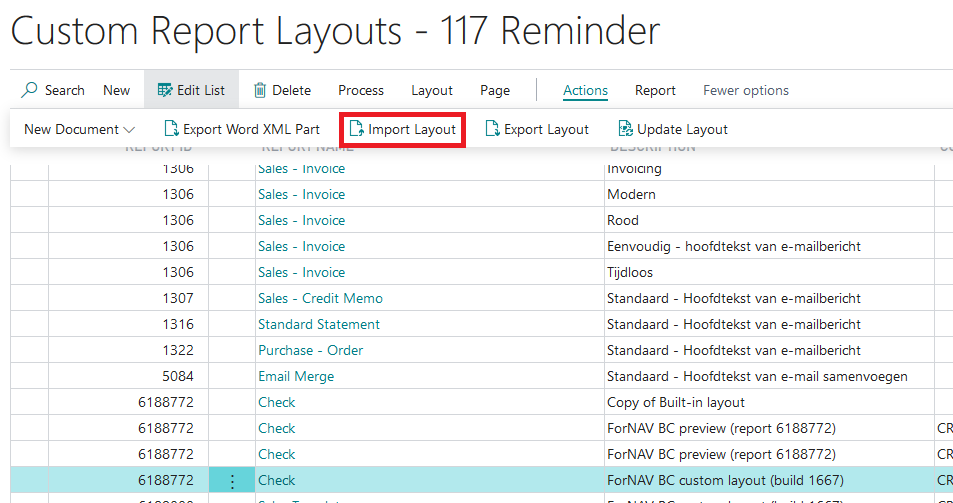 Custom Report Layouts - 117 Reminder
Search New Edit List Delete Process Layout Page Actions Report Fewer options
New Document Export Word XML Part Import Layout Export Layout Update Layout
REPORT ID REPORT NAME DESCRIPTION
1306 Sales - Invoice Invoicing
1306 Sales - Invoice Modern
1306 Sales - Invoice Rood
1306 Sales - Invoice Eenvoudig - hoofdtekst van e-mailbericht
1306 Sales - Invoice Tijdloos
1307 Sales - Credit Memo Standaard - Hoofdtekst van e-mailbericht
1316 Standard Statement Standaard - Hoofdtekst van e-mailbericht
1322 Purchase - Order Standaard - Hoofdtekst van e-mailbericht
5084 Email Merge Standaard - Hoofdtekst van e-mail samenvoegen
6188772 Check Copy of Built-in layout
6188772 Check ForNAV BC preview (report 6188772) CR
6188772 Check ForNAV BC preview (report 6188772) CR
6188772 Check ForNAV BC custom layout (build 1667) CR